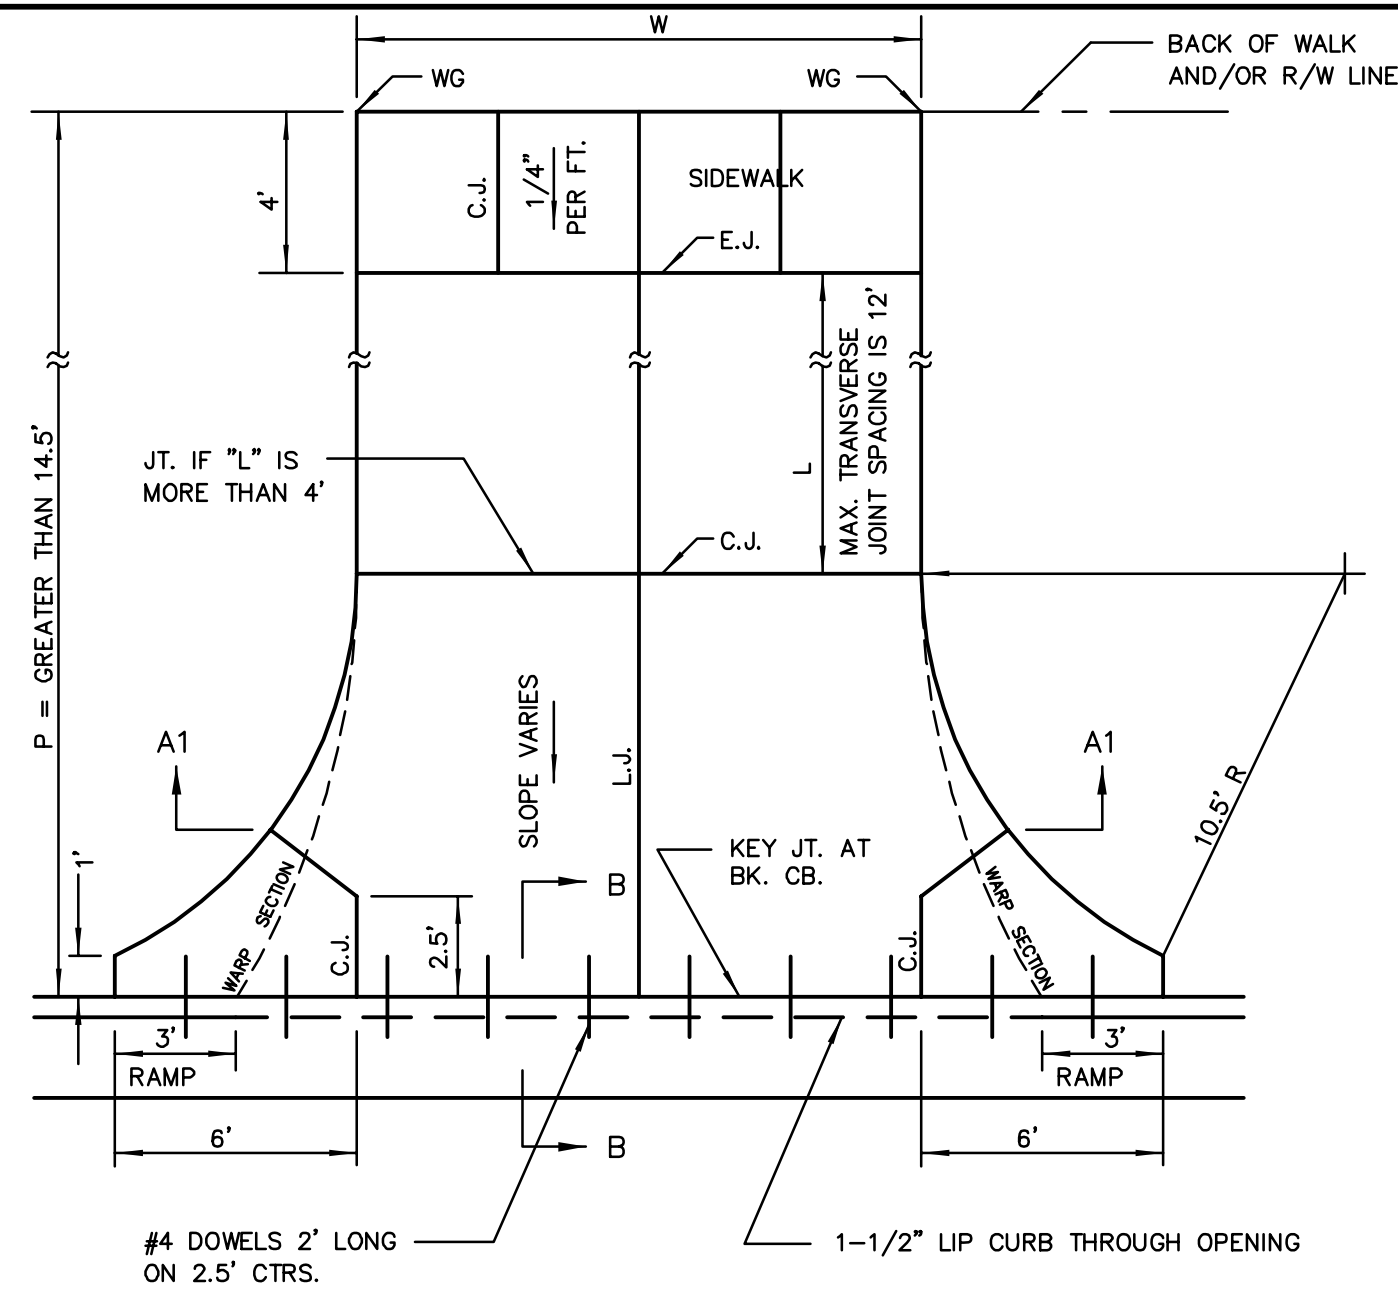 W
BACK OF WALK
AND/OR R/W LINE
WG
WG
4'
C.J.
1/4"
PER FT.
SIDEWALK
E.J.
P = GREATER THAN 14.5'
JT. IF "L" IS
MORE THAN 4'
L
MAX. TRANSVERSE
JOINT SPACING IS 12'
C.J.
A1
SLOPE VARIES
L.J.
A1
10.5' R
1'
WARP SECTION
C.J.
2.5'
B
KEY JT. AT
BK. CB.
C.J.
WARP SECTION
3'
RAMP
3'
RAMP
6'
B
6'
#4 DOWELS 2' LONG
ON 2.5' CTRS.
1-1/2" LIP CURB THROUGH OPENING